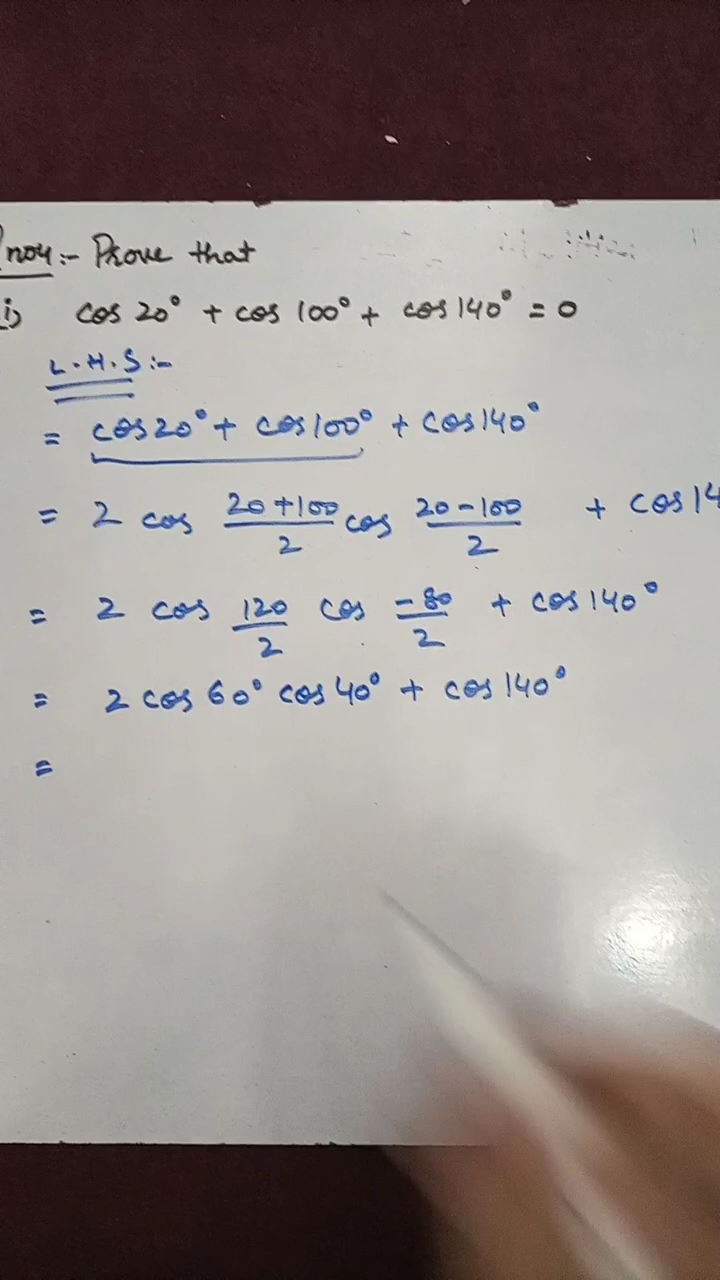 :- Prove that
i) cos 20° + cos 100° + cos 140° = 0
L.H.S :-
= cos 20° + cos 100° + cos 140°
= 2 cos (20+100)/2 cos (20-100)/2 + cos 14
= 2 cos 120/2 cos -80/2 + cos 140°
= 2 cos 60° cos 40° + cos 140°
=